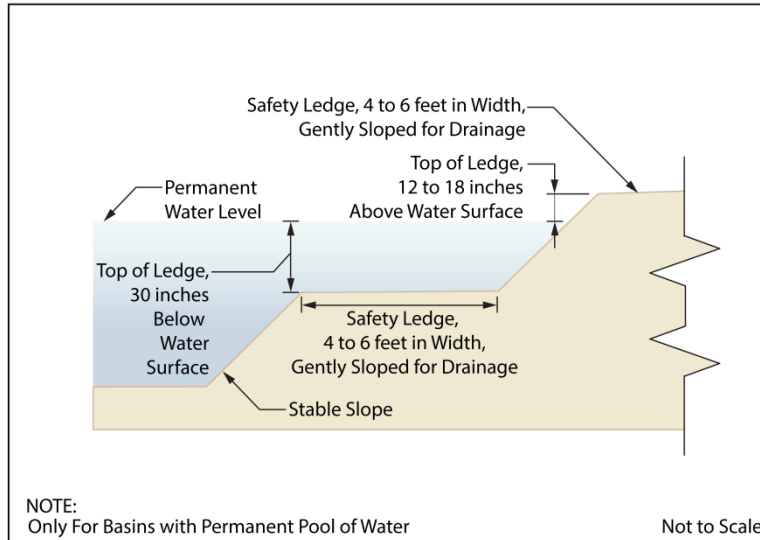 Safety Ledge, 4 to 6 feet in Width,
Gently Sloped for Drainage
Top of Ledge,
12 to 18 inches
Above Water Surface
Permanent
Water Level
Top of Ledge,
30 inches
Below
Water
Surface
Safety Ledge,
4 to 6 feet in Width,
Gently Sloped for Drainage
Stable Slope
NOTE:
Only For Basins with Permanent Pool of Water
Not to Scale